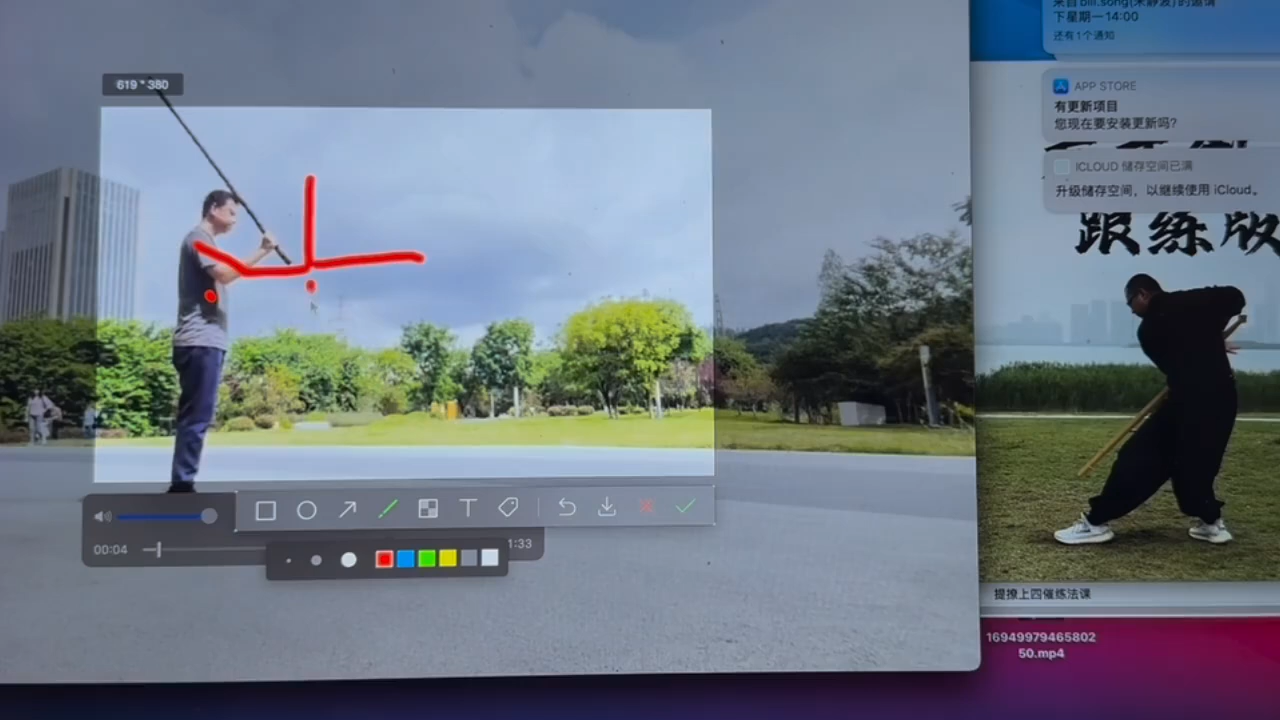 619 * 380
下星期一 14:00
还有1个通知
APP STORE
有更新项目
您现在要安装更新吗?
ICLOUD 储存空间已满
升级储存空间，以继续使用 iCloud。
跟练版
T
00:04
1:33
提撩上四催练法课
16949979465802
50.mp4